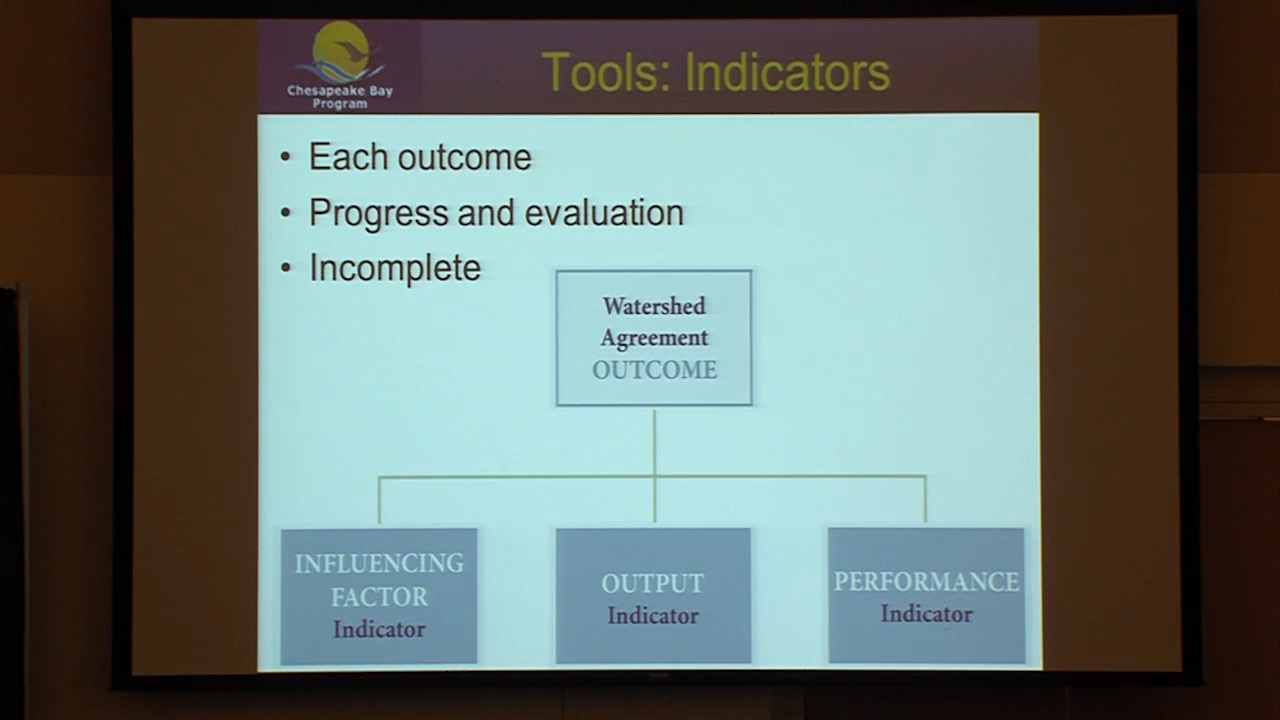 Chesapeake Bay
Program
Tools: Indicators
• Each outcome
• Progress and evaluation
• Incomplete
Watershed
Agreement
OUTCOME
INFLUENCING
FACTOR
Indicator
OUTPUT
Indicator
PERFORMANCE
Indicator